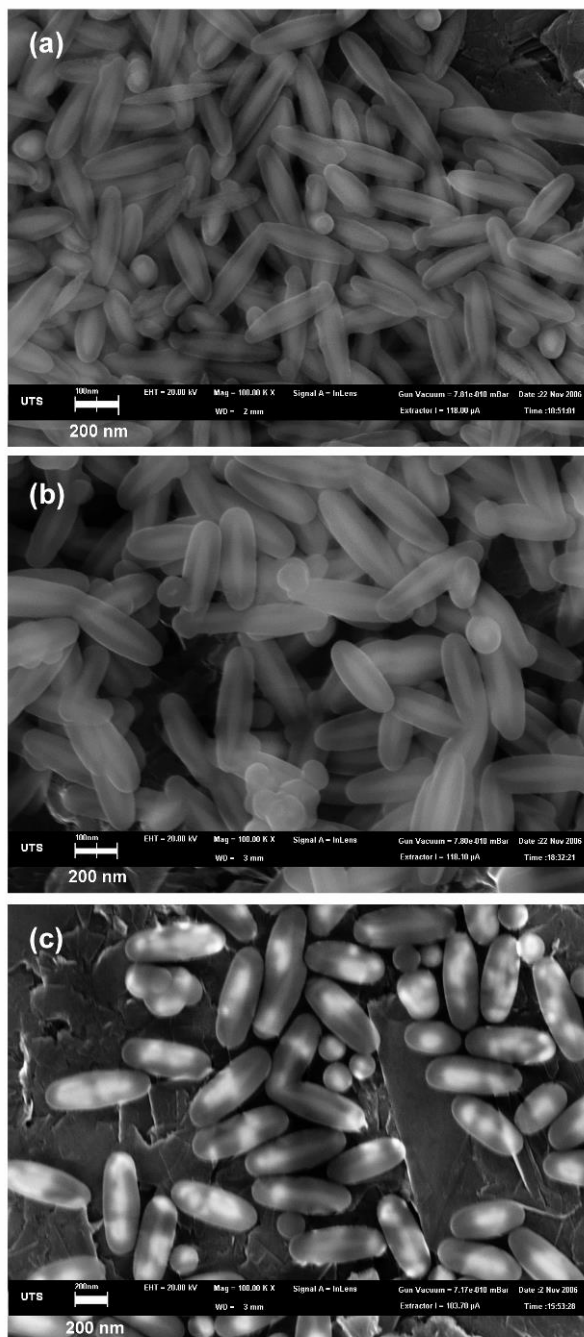 (a)
100nm EHT = 20.00 kV Mag = 100.00 K X Signal A = InLens Gun Vacuum = 7.81e-010 mBar Date :22 Nov 2006
UTS WD = 2 mm Extractor I = 118.00 µA Time :18:51:01
200 nm
(b)
100nm EHT = 20.00 kV Mag = 100.00 K X Signal A = InLens Gun Vacuum = 7.80e-010 mBar Date :22 Nov 2006
UTS WD = 3 mm Extractor I = 118.10 µA Time :18:32:21
200 nm
(c)
200nm EHT = 20.00 kV Mag = 100.00 K X Signal A = InLens Gun Vacuum = 7.17e-010 mBar Date :2 Nov 2006
UTS WD = 3 mm Extractor I = 103.70 µA Time :15:53:20
200 nm